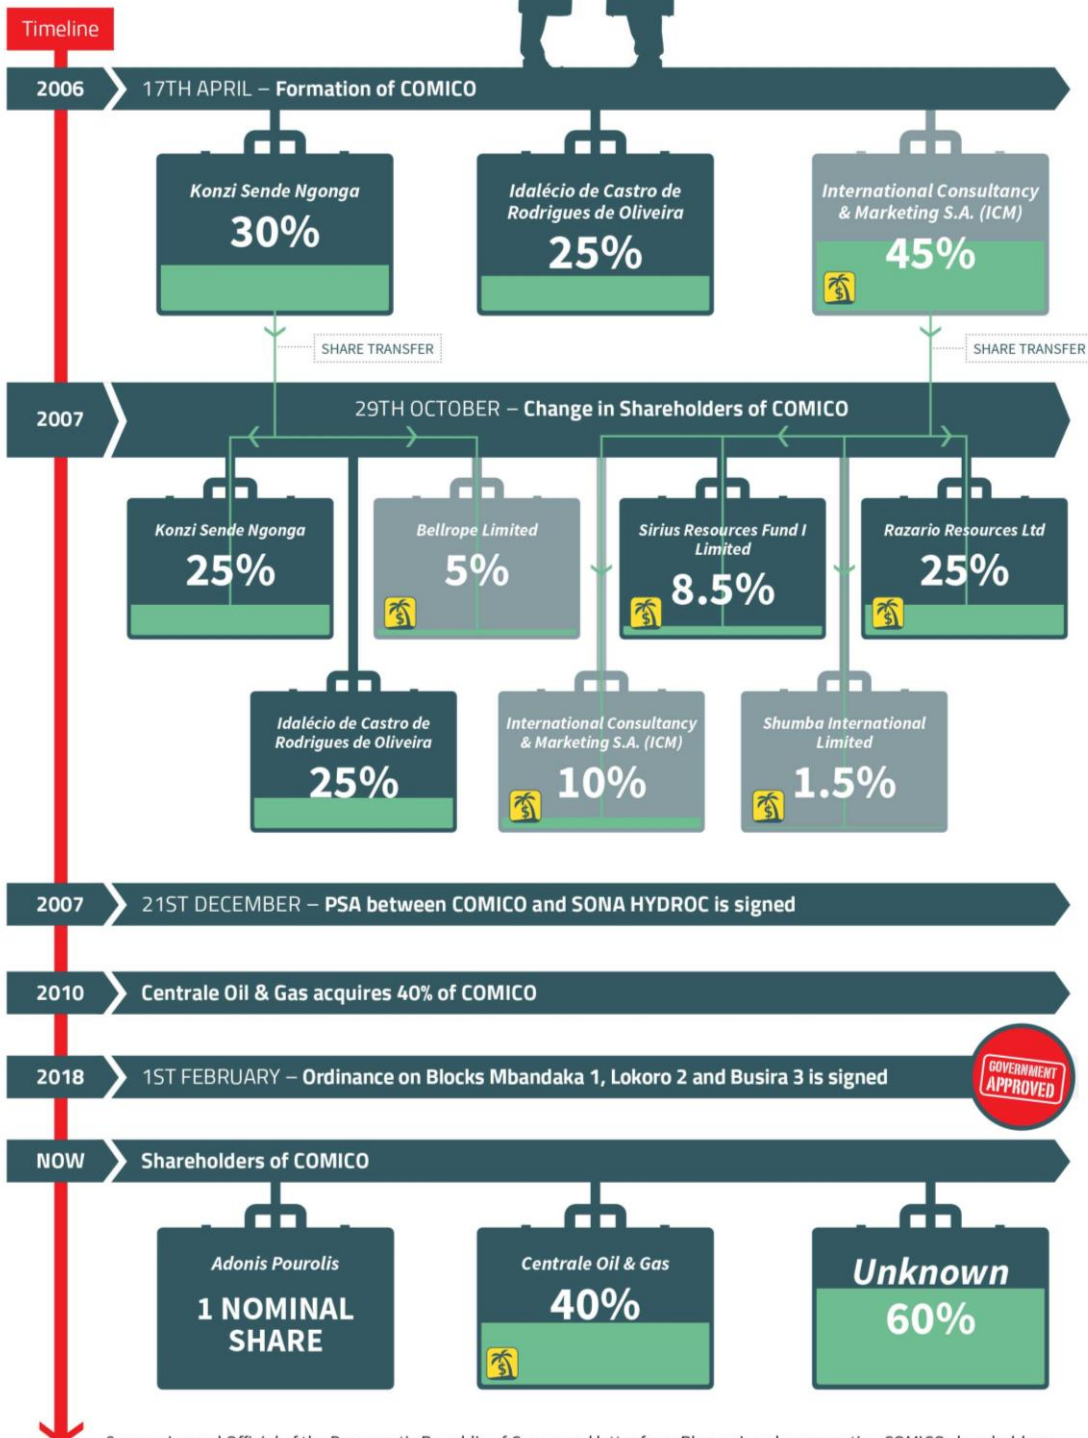 Timeline
2006
17TH APRIL – Formation of COMICO
Konzi Sende Ngonga
30%
Idalécio de Castro de
Rodrigues de Oliveira
25%
International Consultancy
& Marketing S.A. (ICM)
45%
SHARE TRANSFER
SHARE TRANSFER
2007
29TH OCTOBER – Change in Shareholders of COMICO
Konzi Sende Ngonga
25%
Bellrope Limited
5%
Sirius Resources Fund I
Limited
8.5%
Razario Resources Ltd
25%
Idalécio de Castro de
Rodrigues de Oliveira
25%
International Consultancy
& Marketing S.A. (ICM)
10%
Shumba International
Limited
1.5%
2007
21ST DECEMBER – PSA between COMICO and SONA HYDROC is signed
2010
Centrale Oil & Gas acquires 40% of COMICO
2018
1ST FEBRUARY – Ordinance on Blocks Mbandaka 1, Lokoro 2 and Busira 3 is signed
GOVERNMENT
APPROVED
NOW
Shareholders of COMICO
Adonis Pourolis
1 NOMINAL
SHARE
Centrale Oil & Gas
40%
Unknown
60%